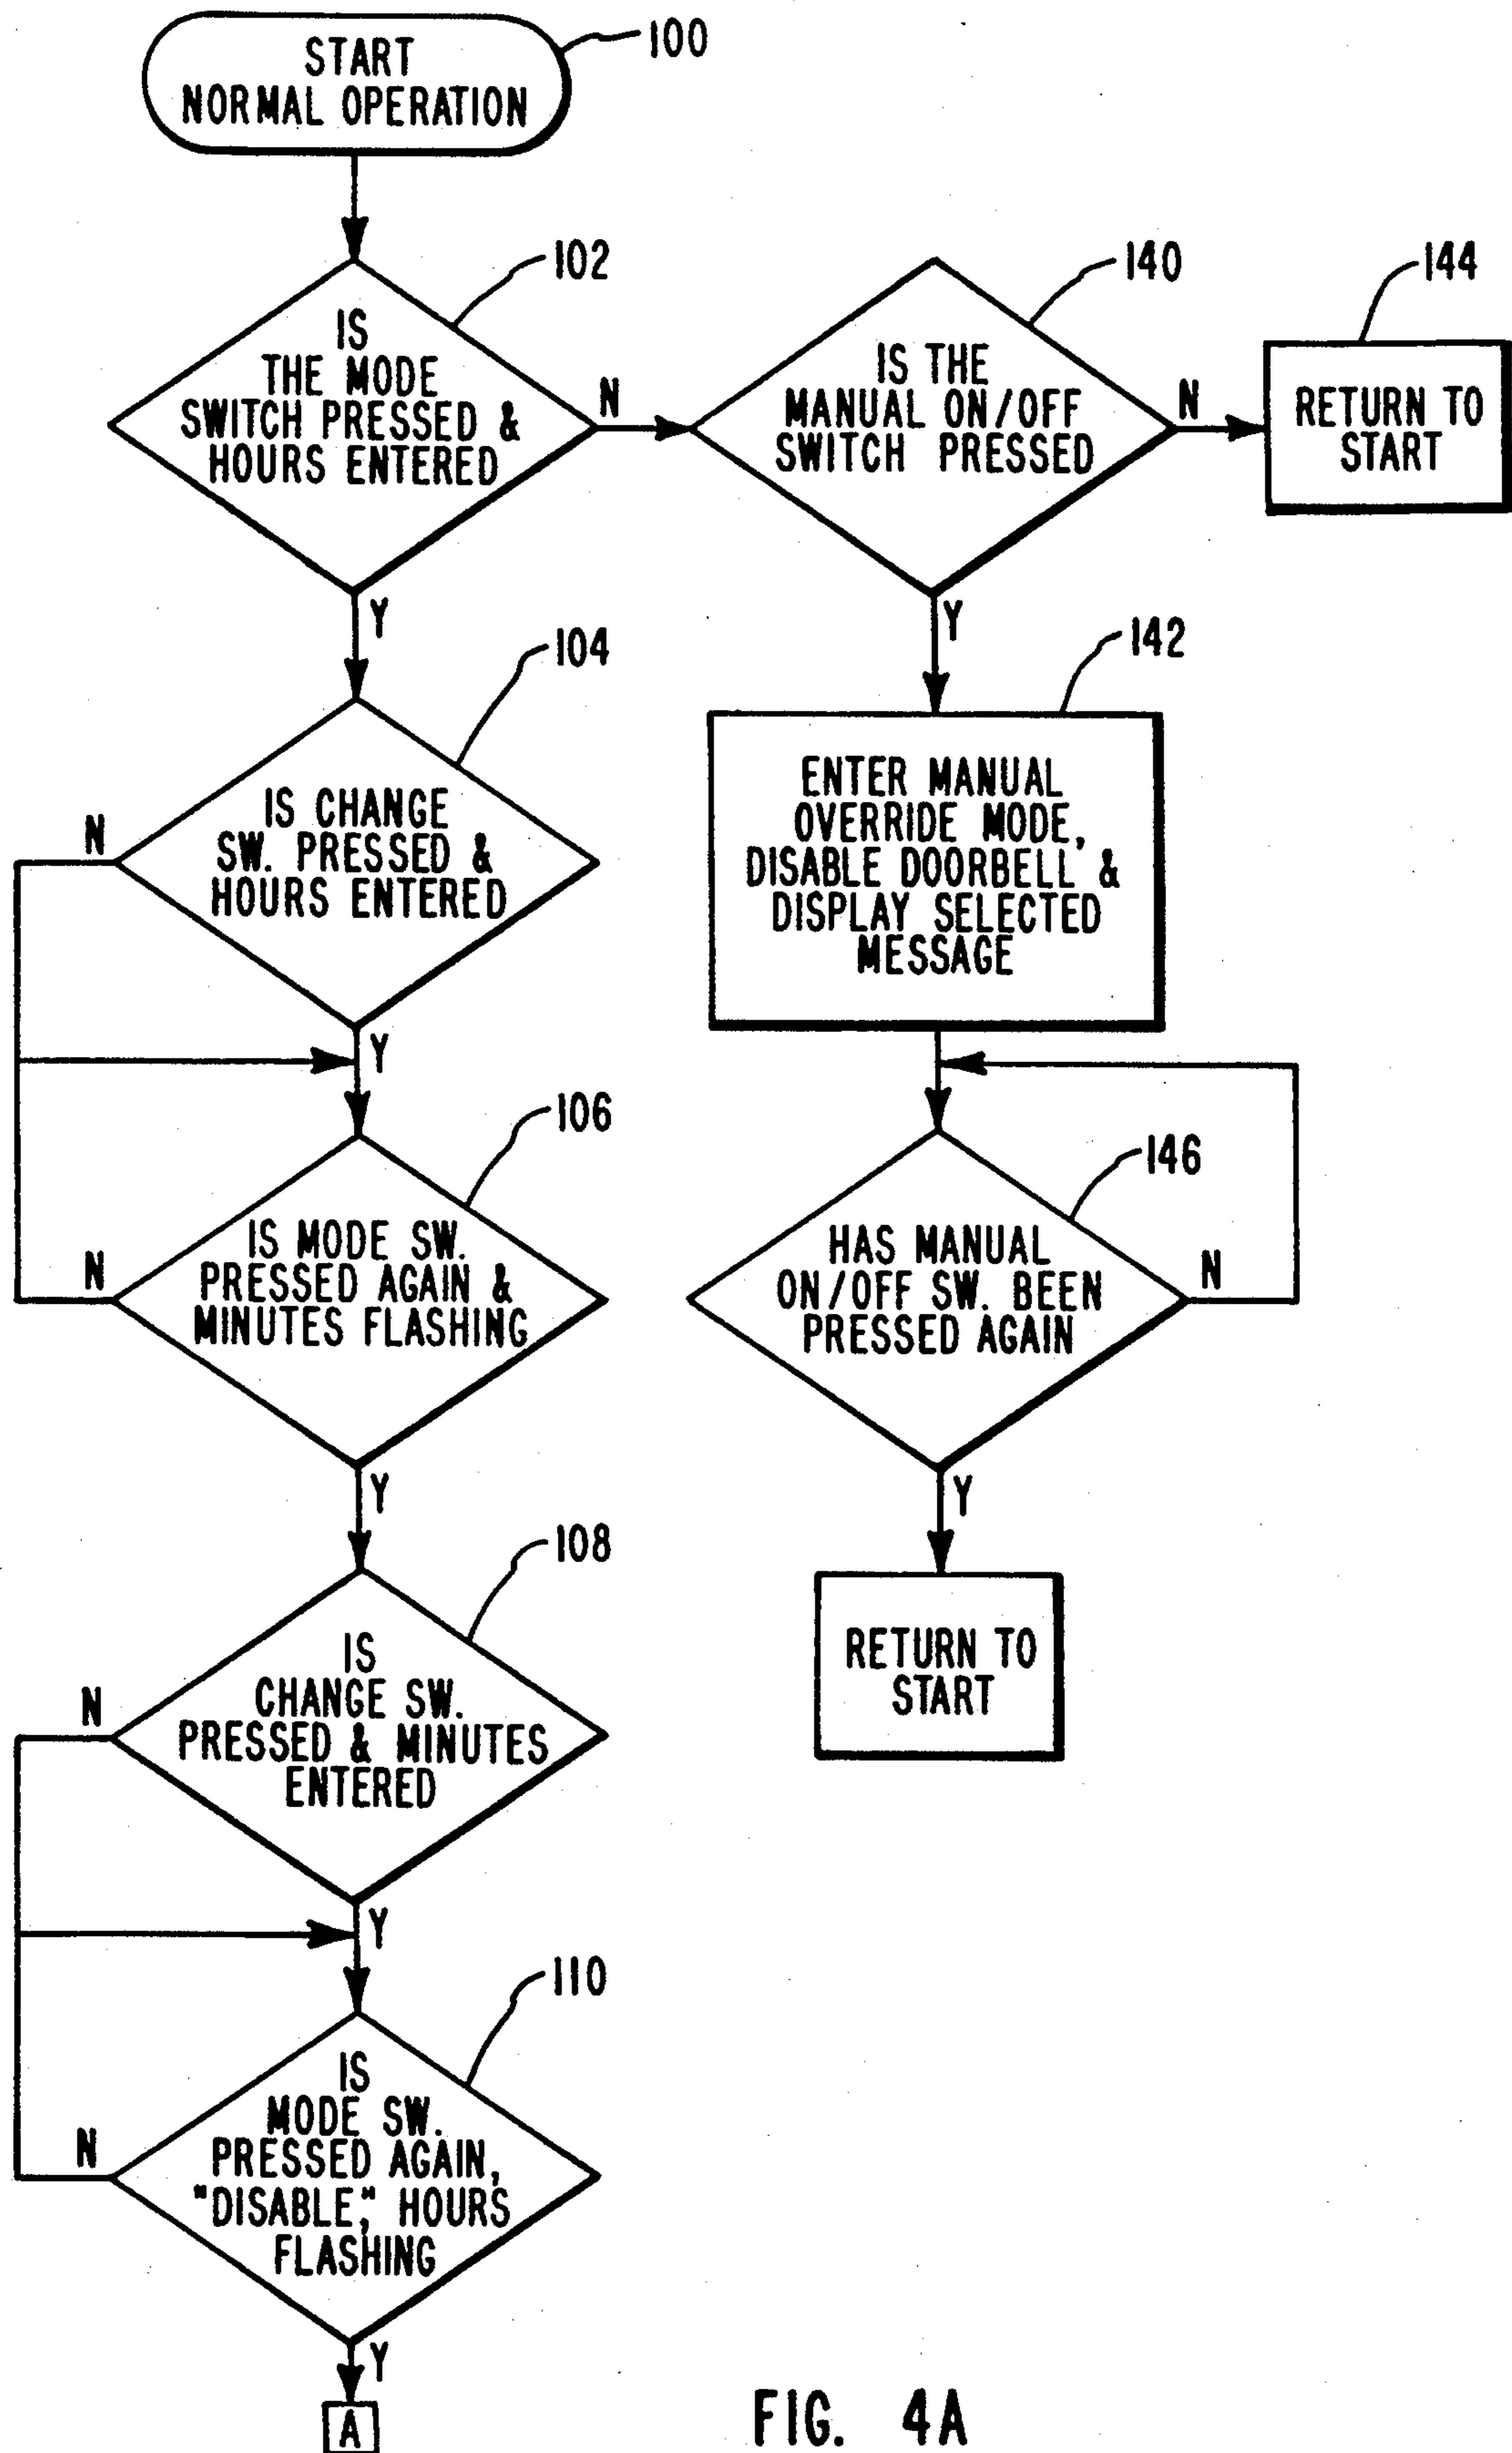 START
NORMAL OPERATION
100
IS
THE MODE
SWITCH PRESSED &
HOURS ENTERED
102
N
Y
IS THE
MANUAL ON/OFF
SWITCH PRESSED
140
N
Y
RETURN TO
START
144
IS CHANGE
SW. PRESSED &
HOURS ENTERED
104
N
Y
ENTER MANUAL
OVERRIDE MODE,
DISABLE DOORBELL &
DISPLAY SELECTED
MESSAGE
142
IS MODE SW.
PRESSED AGAIN &
MINUTES FLASHING
106
N
Y
HAS MANUAL
ON/OFF SW. BEEN
PRESSED AGAIN
146
N
Y
RETURN TO
START
IS
CHANGE SW.
PRESSED & MINUTES
ENTERED
108
N
Y
IS
MODE SW.
PRESSED AGAIN,
"DISABLE," HOURS
FLASHING
110
N
Y
A
FIG. 4A